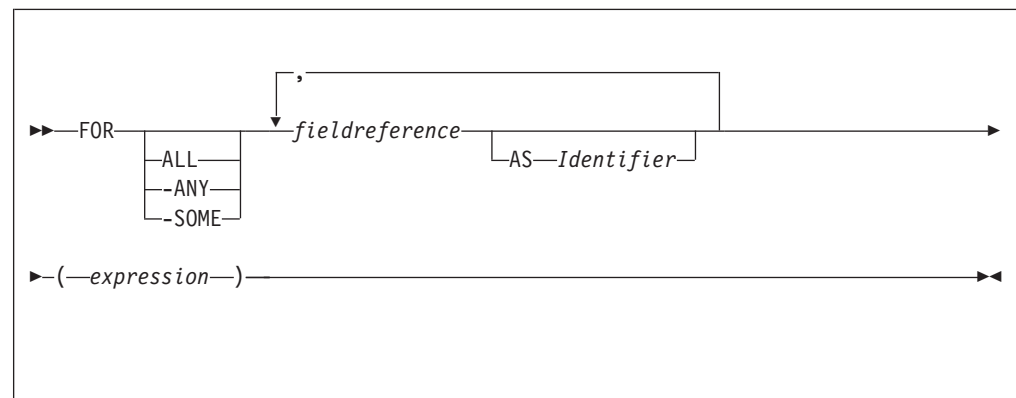 ,
FOR fieldreference
ALL AS Identifier
-ANY
-SOME
( expression )